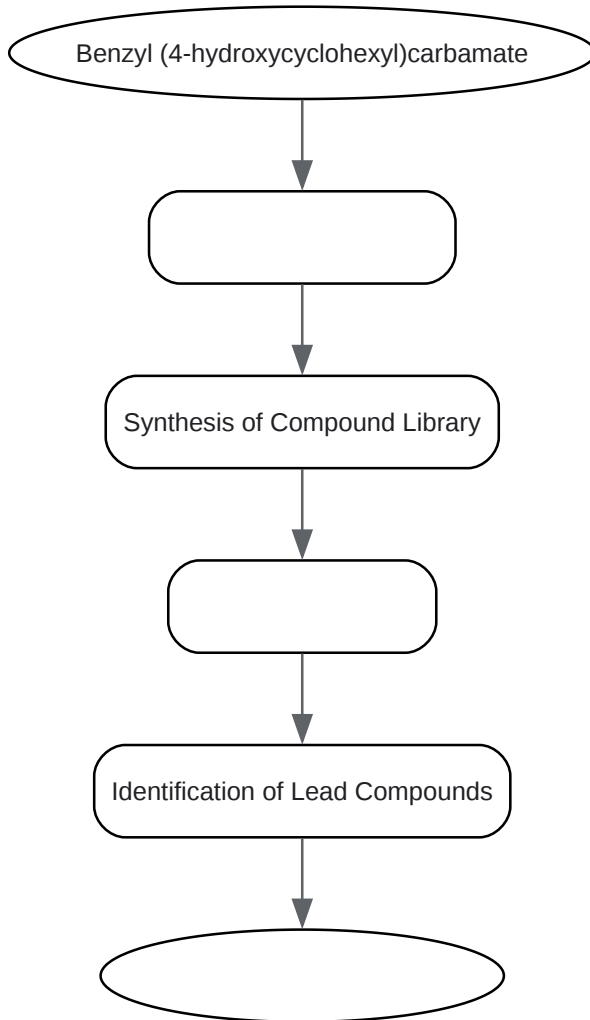 Benzyl (4-hydroxycyclohexyl)carbamate
Synthesis of Compound Library
Identification of Lead Compounds